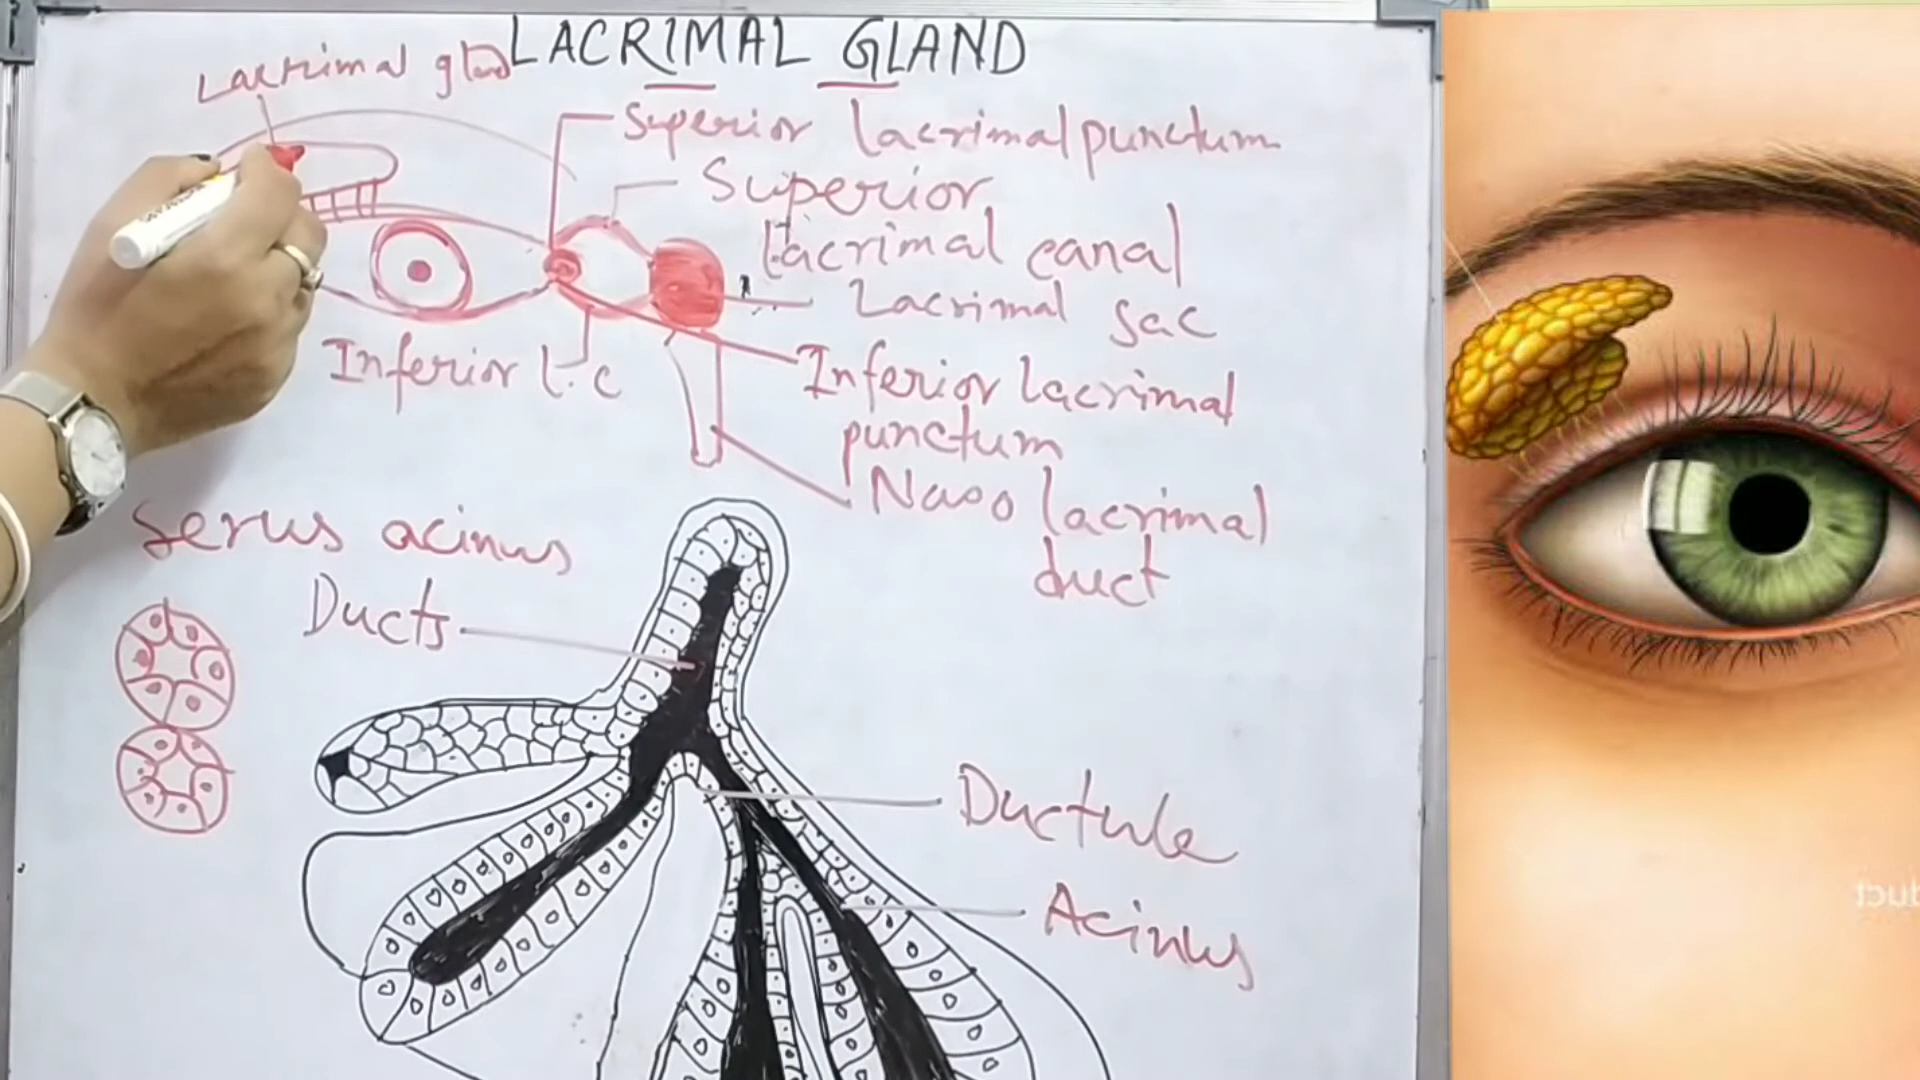 LACRIMAL GLAND
Lacrimal gland
Superior lacrimal punctum
Superior
lacrimal canal
Lacrimal sac
Inferior l.c
Inferior lacrimal
punctum
Naso lacrimal
duct
Serus acinus
Ducts
Ductule
Acinus